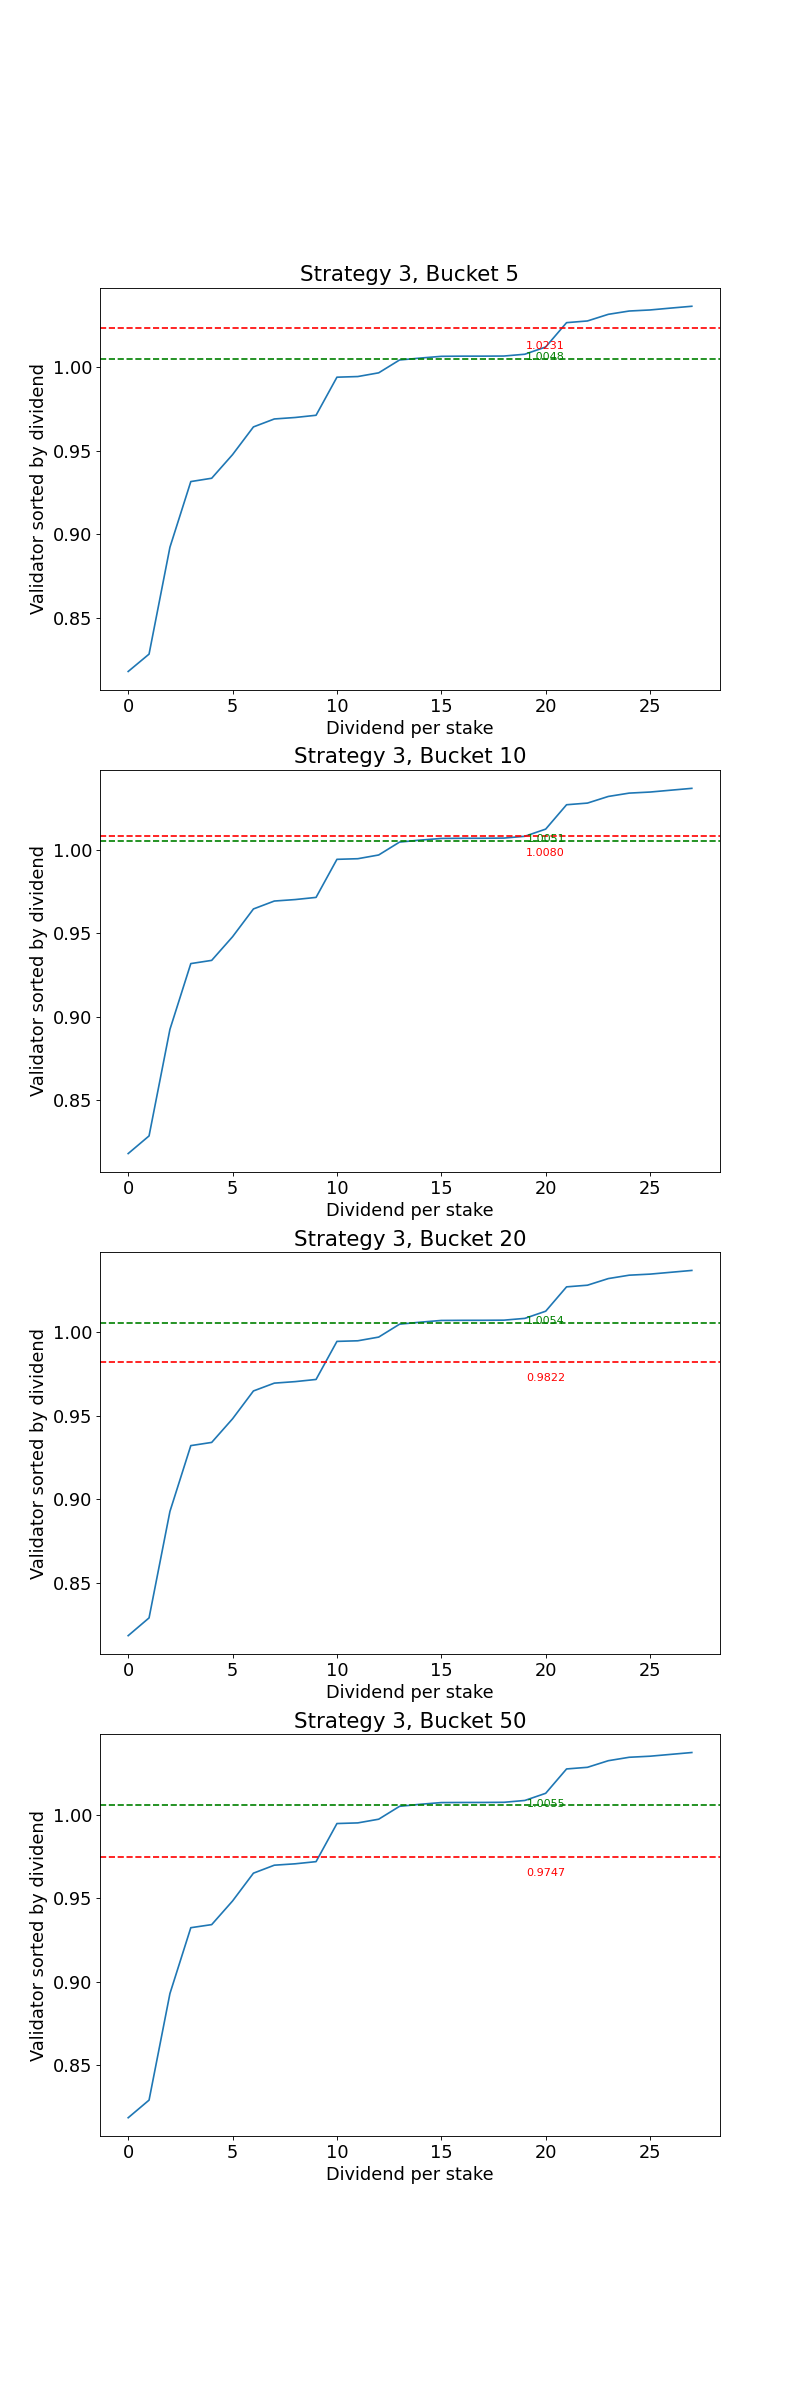 Strategy 3, Bucket 5
Validator sorted by dividend
1.00
0.95
0.90
0.85
1.0231
1.0048
0 5 10 15 20 25
Dividend per stake
Strategy 3, Bucket 10
Validator sorted by dividend
1.00
0.95
0.90
0.85
1.0051
1.0080
0 5 10 15 20 25
Dividend per stake
Strategy 3, Bucket 20
Validator sorted by dividend
1.00
0.95
0.90
0.85
1.0054
0.9822
0 5 10 15 20 25
Dividend per stake
Strategy 3, Bucket 50
Validator sorted by dividend
1.00
0.95
0.90
0.85
1.0055
0.9747
0 5 10 15 20 25
Dividend per stake